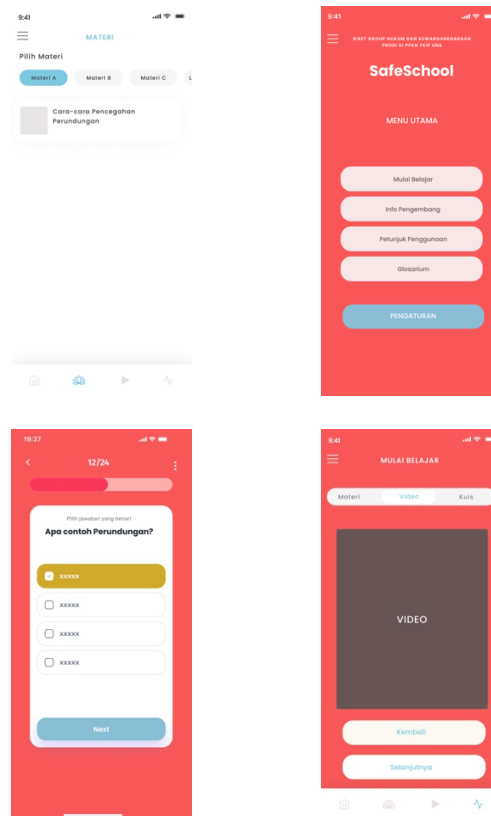 9:41
MATERI
Pilih Materi
Materi A
Materi B
Materi C
L
Cara-cara Pencegahan
Perundungan
9:41
RISET GROUP HUKUM DAN KEWARGANEGARAAN
PRODI S1 PPKN FKIP UNS
SafeSchool
MENU UTAMA
Mulai Belajar
Info Pengembang
Petunjuk Penggunaan
Glosarium
PENGATURAN
19:27
12/24
Pilih jawaban yang benar!
Apa contoh Perundungan?
xxxxx
xxxxx
xxxxx
xxxxx
Next
9:41
MULAI BELAJAR
Materi
Video
Kuis
VIDEO
Kembali
Selanjutnya